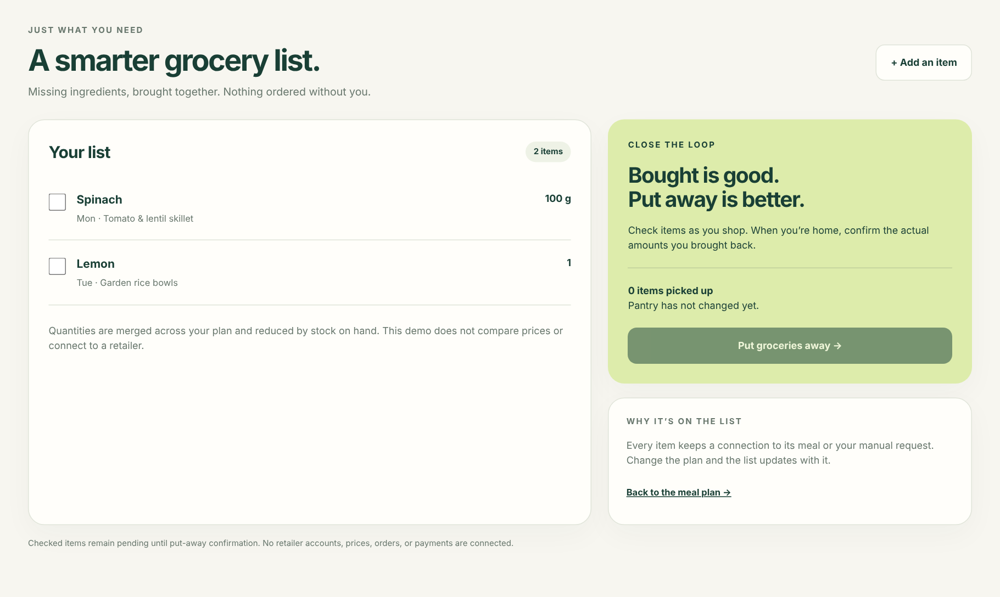 JUST WHAT YOU NEED
A smarter grocery list.
Missing ingredients, brought together. Nothing ordered without you.
+ Add an item
Your list
2 items
Spinach
100 g
Mon · Tomato & lentil skillet
Lemon
1
Tue · Garden rice bowls
Quantities are merged across your plan and reduced by stock on hand. This demo does not compare prices or
connect to a retailer.
CLOSE THE LOOP
Bought is good.
Put away is better.
Check items as you shop. When you’re home, confirm the actual
amounts you brought back.
0 items picked up
Pantry has not changed yet.
Put groceries away →
WHY IT’S ON THE LIST
Every item keeps a connection to its meal or your manual request.
Change the plan and the list updates with it.
Back to the meal plan →
Checked items remain pending until put-away confirmation. No retailer accounts, prices, orders, or payments are connected.